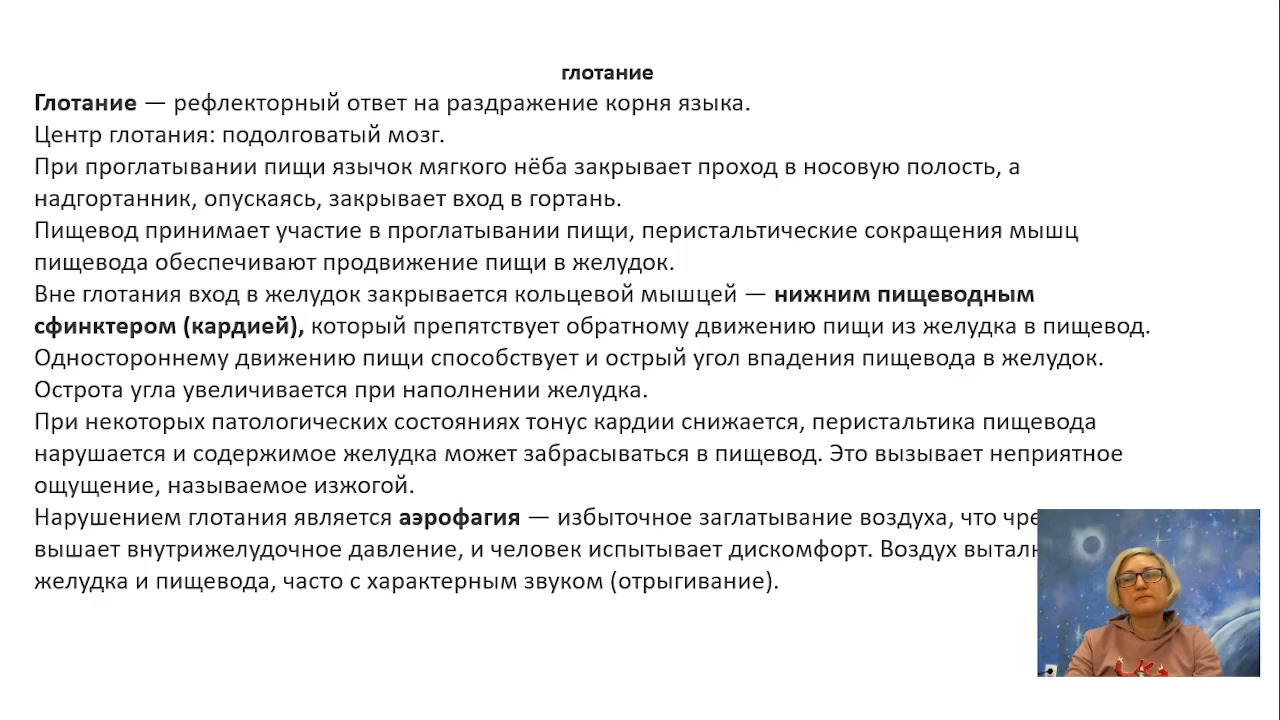 глотание
Глотание — рефлекторный ответ на раздражение корня языка.
Центр глотания: подолговатый мозг.
При проглатывании пищи язычок мягкого нёба закрывает проход в носовую полость, а
надгортанник, опускаясь, закрывает вход в гортань.
Пищевод принимает участие в проглатывании пищи, перистальтические сокращения мышц
пищевода обеспечивают продвижение пищи в желудок.
Вне глотания вход в желудок закрывается кольцевой мышцей — нижним пищеводным
сфинктером (кардией), который препятствует обратному движению пищи из желудка в пищевод.
Одностороннему движению пищи способствует и острый угол впадения пищевода в желудок.
Острота угла увеличивается при наполнении желудка.
При некоторых патологических состояниях тонус кардии снижается, перистальтика пищевода
нарушается и содержимое желудка может забрасываться в пищевод. Это вызывает неприятное
ощущение, называемое изжогой.
Нарушением глотания является аэрофагия — избыточное заглатывание воздуха, что
вышает внутрижелудочное давление, и человек испытывает дискомфорт. Воздух
желудка и пищевода, часто с характерным звуком (отрыгивание).